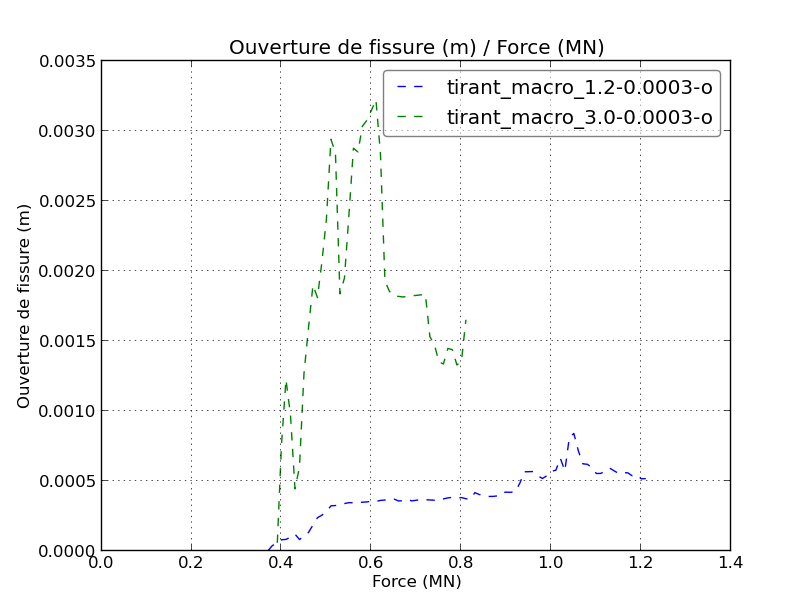 Ouverture de fissure (m) / Force (MN)
tirant_macro_1.2-0.0003-o
tirant_macro_3.0-0.0003-o
Ouverture de fissure (m)
0.0035
0.0030
0.0025
0.0020
0.0015
0.0010
0.0005
0.0000
0.0 0.2 0.4 0.6 0.8 1.0 1.2 1.4
Force (MN)